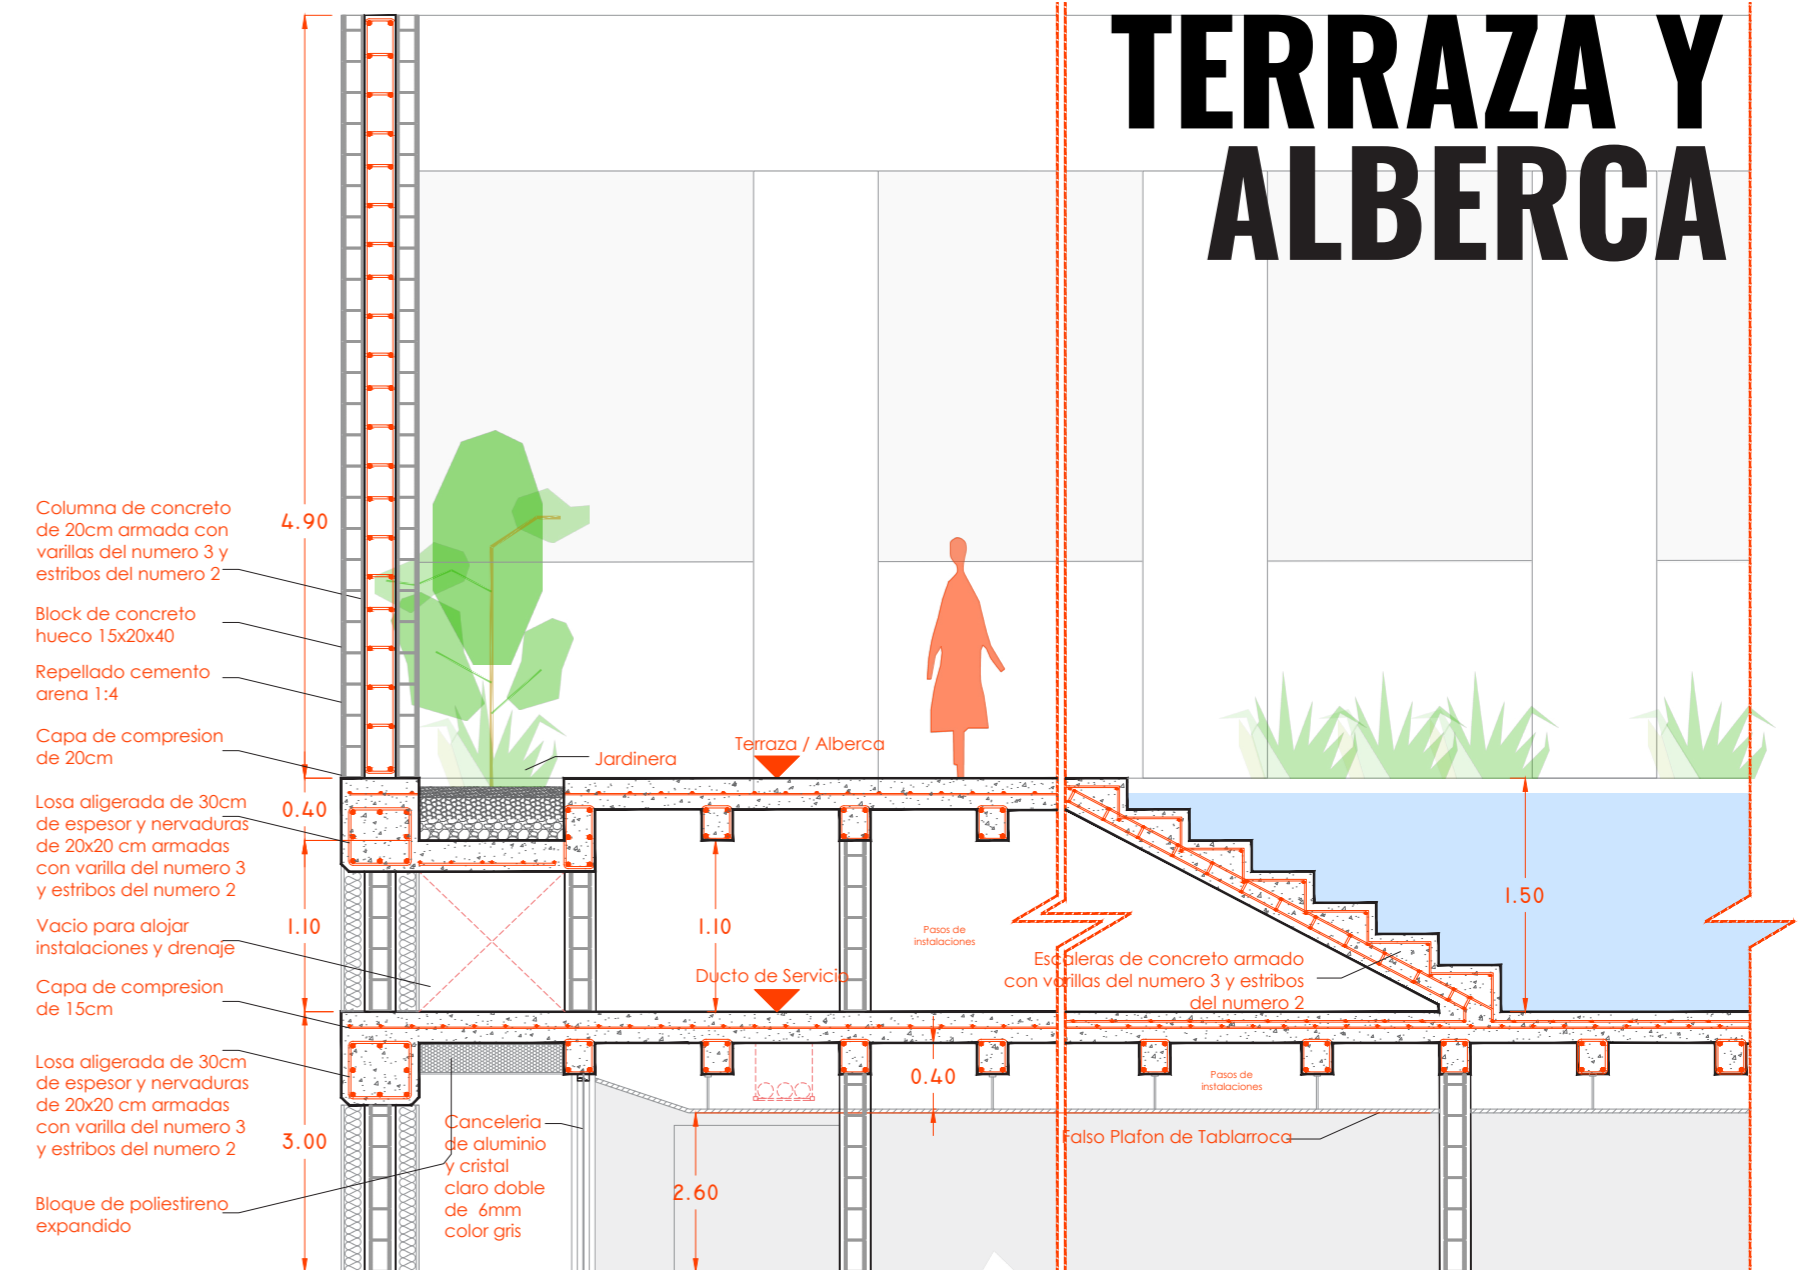 TERRAZA Y
ALBERCA
Columna de concreto
de 20cm armada con
varillas del numero 3 y
estribos del numero 2
4.90
Block de concreto
hueco 15x20x40
Repellado cemento
arena 1:4
Capa de compresion
de 20cm
Jardinera
Terraza / Alberca
Losa aligerada de 30cm
de espesor y nervaduras
de 20x20 cm armadas
con varilla del numero 3
y estribos del numero 2
0.40
1.50
Vacio para alojar
instalaciones y drenaje
1.10
1.10
Pasos de
instalaciones
Escaleras de concreto armado
con varillas del numero 3 y estribos
del numero 2
Ducto de Servicio
Capa de compresion
de 15cm
Losa aligerada de 30cm
de espesor y nervaduras
de 20x20 cm armadas
con varilla del numero 3
y estribos del numero 2
0.40
Pasos de
instalaciones
3.00
Canceleria
de aluminio
y cristal
claro doble
de 6mm
color gris
Falso Plafon de Tablarroca
2.60
Bloque de poliestireno
expandido